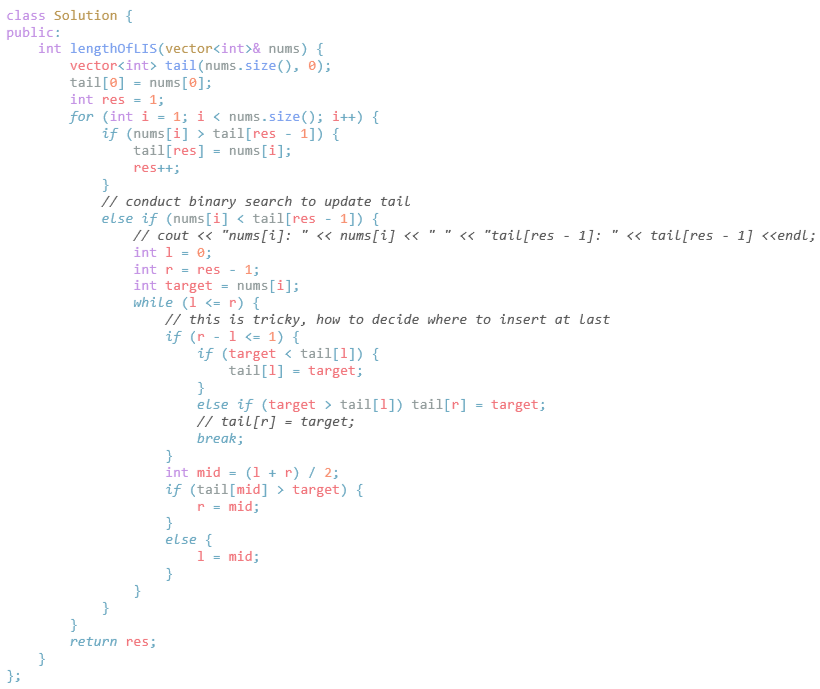 class Solution {
public:
    int lengthOfLIS(vector<int>& nums) {
        vector<int> tail(nums.size(), 0);
        tail[0] = nums[0];
        int res = 1;
        for (int i = 1; i < nums.size(); i++) {
            if (nums[i] > tail[res - 1]) {
                tail[res] = nums[i];
                res++;
            }
            // conduct binary search to update tail
            else if (nums[i] < tail[res - 1]) {
                // cout << "nums[i]: " << nums[i] << " " << "tail[res - 1]: " << tail[res - 1] <<endl;
                int l = 0;
                int r = res - 1;
                int target = nums[i];
                while (l <= r) {
                    // this is tricky, how to decide where to insert at last
                    if (r - l <= 1) {
                        if (target < tail[l]) {
                            tail[l] = target;
                        }
                        else if (target > tail[l]) tail[r] = target;
                        // tail[r] = target;
                        break;
                    }
                    int mid = (l + r) / 2;
                    if (tail[mid] > target) {
                        r = mid;
                    }
                    else {
                        l = mid;
                    }
                }
            }
        }
        return res;
    }
};